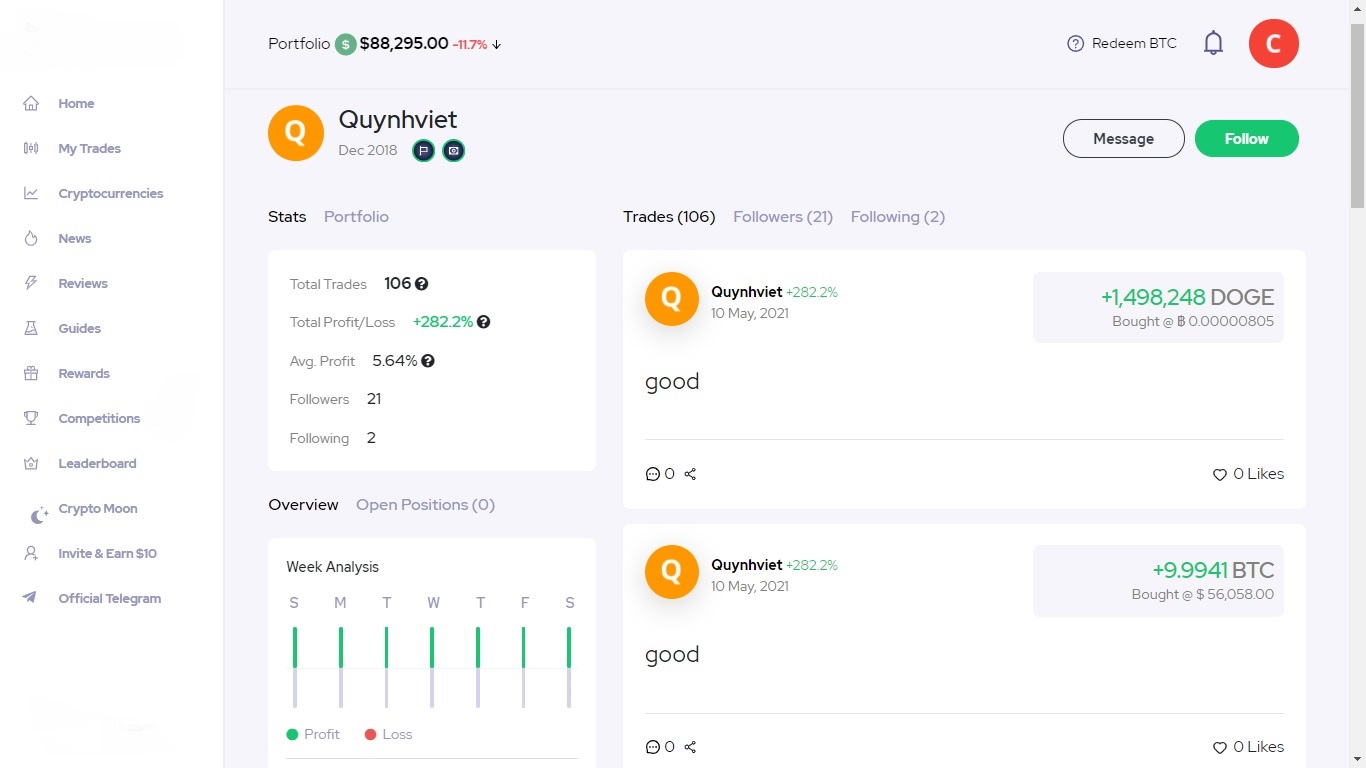 Portfolio $ $88,295.00 -11.7% ↓
Redeem BTC
C
Home
My Trades
Cryptocurrencies
News
Reviews
Guides
Rewards
Competitions
Leaderboard
Crypto Moon
Invite & Earn $10
Official Telegram
Q
Quynhviet
Dec 2018
Message
Follow
Stats Portfolio
Total Trades 106
Total Profit/Loss +282.2%
Avg. Profit 5.64%
Followers 21
Following 2
Overview Open Positions (0)
Week Analysis
S M T W T F S
Profit Loss
Trades (106) Followers (21) Following (2)
Q
Quynhviet +282.2%
10 May, 2021
+1,498,248 DOGE
Bought @ ฿ 0.00000805
good
0
0 Likes
Q
Quynhviet +282.2%
10 May, 2021
+9.9941 BTC
Bought @ $ 56,058.00
good
0
0 Likes